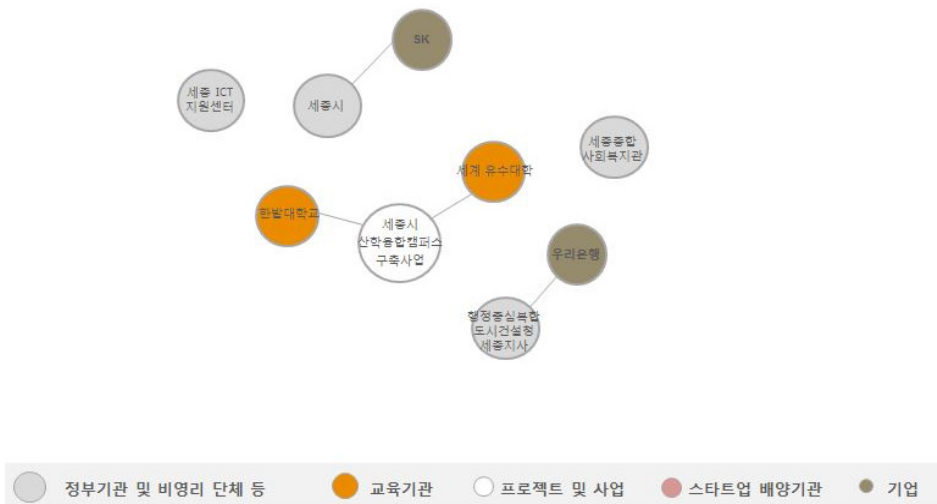 SK
세종 ICT
지원센터
세종시
세종종합
사회복지관
세계 유수대학
한밭대학교
세종시
산학융합캠퍼스
구축사업
우리은행
행정중심복합
도시건설청
세종지사
정부기관 및 비영리 단체 등
교육기관
프로젝트 및 사업
스타트업 배양기관
기업